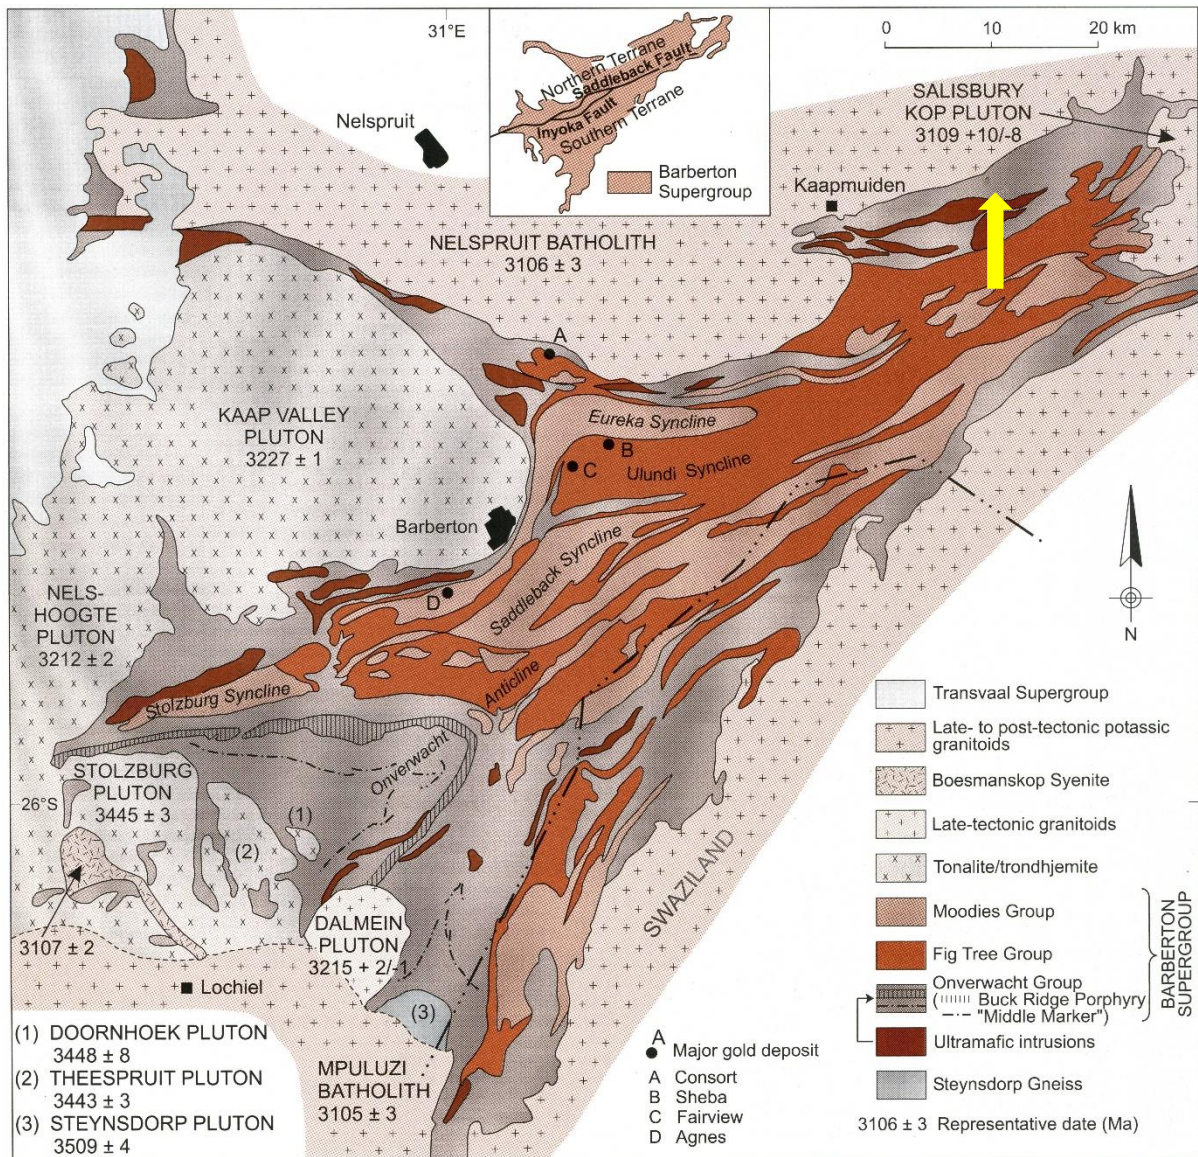 31°E
0 10 20 km
Northern Terrane
Saddleback Fault
Inyoka Fault
Southern Terrane
Barberton
Supergroup
Nelspruit
SALISBURY
KOP PLUTON
3109 +10/-8
Kaapmuiden
NELSPRUIT BATHOLITH
3106 ± 3
A
Eureka Syncline
B
C
Ulundi Syncline
KAAP VALLEY
PLUTON
3227 ± 1
Barberton
Saddleback Syncline
D
NELS-
HOOGTE
PLUTON
3212 ± 2
N
Stolzburg Syncline
Anticline
Onverwacht
STOLZBURG
PLUTON
3445 ± 3
26°S
(1)
(2)
SWAZILAND
3107 ± 2
DALMEIN
PLUTON
3215 + 2/-1
Lochiel
(3)
MPULUZI
BATHOLITH
3105 ± 3
(1) DOORNHOEK PLUTON
3448 ± 8
(2) THEESPRUIT PLUTON
3443 ± 3
(3) STEYNSDORP PLUTON
3509 ± 4
A
Major gold deposit
A Consort
B Sheba
C Fairview
D Agnes
Transvaal Supergroup
Late- to post-tectonic potassic
granitoids
Boesmanskop Syenite
Late-tectonic granitoids
Tonalite/trondhjemite
Moodies Group
Fig Tree Group
Onverwacht Group
( Buck Ridge Porphyry
"Middle Marker")
Ultramafic intrusions
Steynsdorp Gneiss
BARBERTON
SUPERGROUP
3106 ± 3 Representative date (Ma)